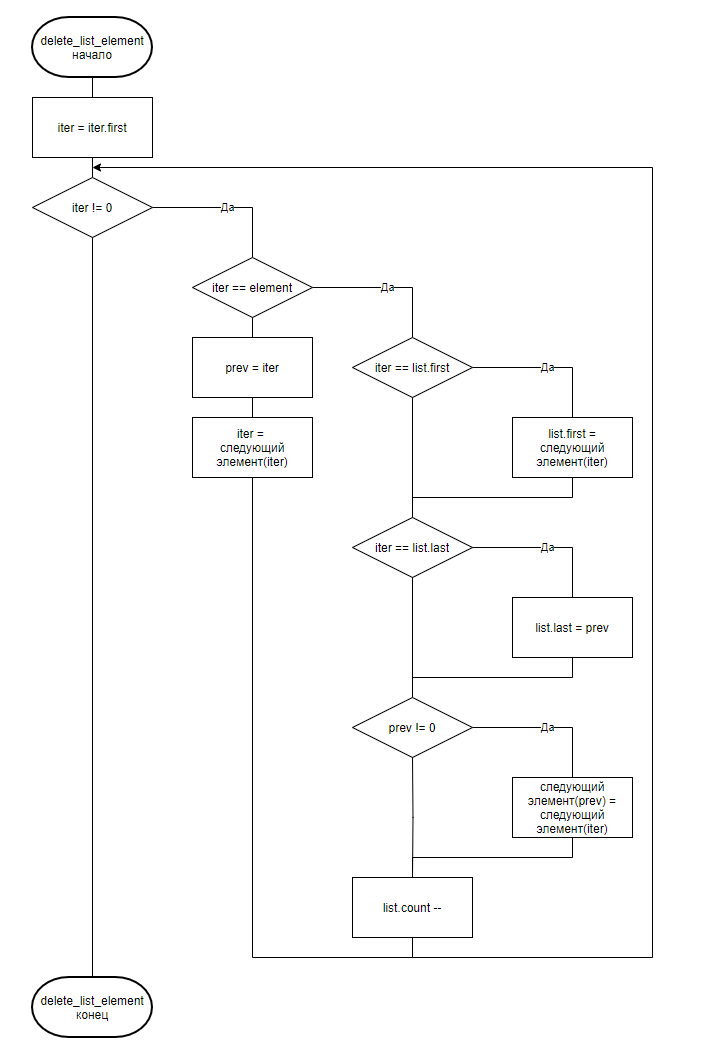 delete_list_element
начало
iter = iter.first
iter != 0
Да
iter == element
Да
prev = iter
iter == list.first
Да
iter =
следующий
элемент(iter)
list.first =
следующий
элемент(iter)
iter == list.last
Да
list.last = prev
prev != 0
Да
следующий
элемент(prev) =
следующий
элемент(iter)
list.count --
delete_list_element
конец